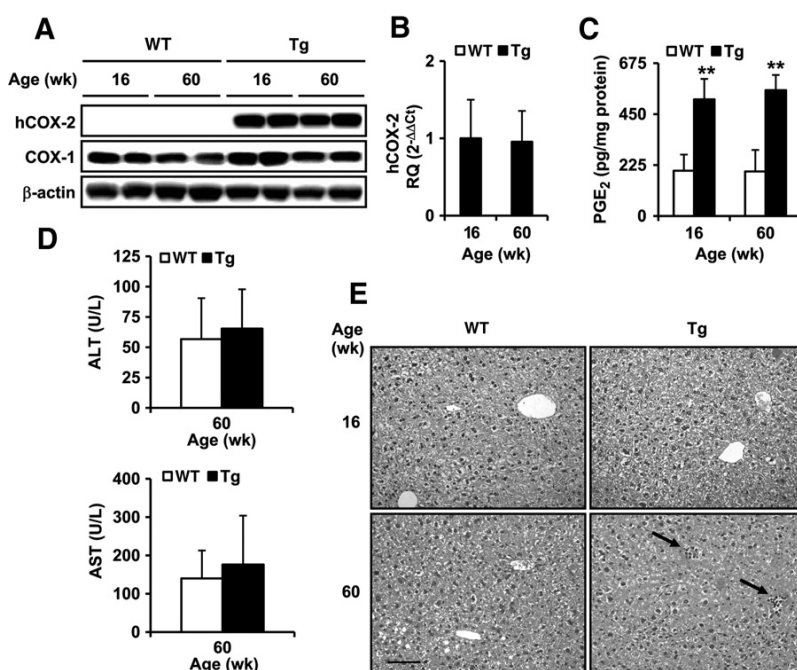 A
WT Tg
Age (wk) 16 60 16 60
hCOX-2
COX-1
β-actin
B
WT Tg
hCOX-2
RQ (2-ΔΔCt)
2
1
0
16 60
Age (wk)
C
WT Tg
PGE2 (pg/mg protein)
675
450
225
0
** **
16 60
Age (wk)
D
WT Tg
ALT (U/L)
125
100
75
50
25
0
60
Age (wk)
WT Tg
AST (U/L)
400
300
200
100
0
60
Age (wk)
E
Age
(wk)
WT Tg
16
60